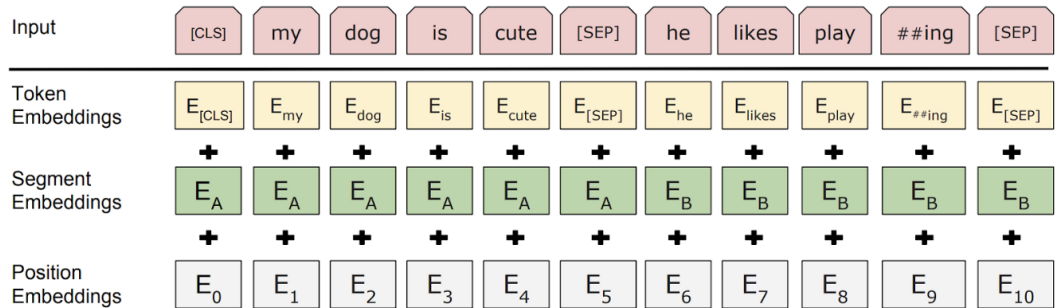 Input [CLS] my dog is cute [SEP] he likes play ##ing [SEP]
Token Embeddings E[CLS] Emy Edog Eis Ecute E[SEP] Ehe Elikes Eplay E##ing E[SEP]
+ + + + + + + + + + +
Segment Embeddings EA EA EA EA EA EA EB EB EB EB EB
+ + + + + + + + + + +
Position Embeddings E0 E1 E2 E3 E4 E5 E6 E7 E8 E9 E10